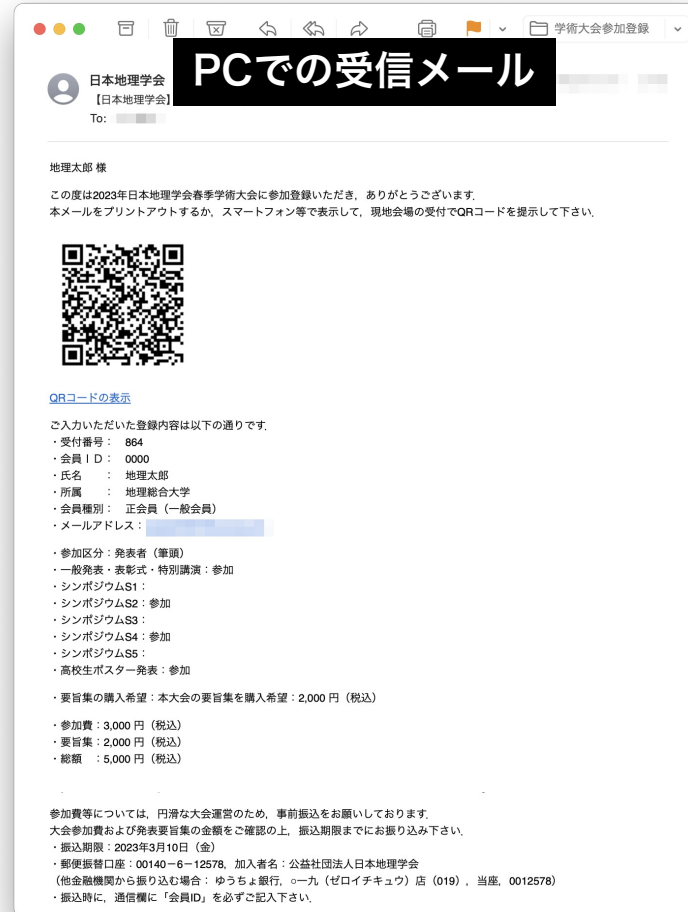 学術大会参加登録
PCでの受信メール
日本地理学会
【日本地理学会】
To:
地理太郎 様
この度は2023年日本地理学会春季学術大会に参加登録いただき，ありがとうございます．
本メールをプリントアウトするか，スマートフォン等で表示して，現地会場の受付でQRコードを提示して下さい．
QRコードの表示
ご入力いただいた登録内容は以下の通りです．
・受付番号： 864
・会員ＩＤ： 0000
・氏名　　： 地理太郎
・所属　　： 地理総合大学
・会員種別： 正会員（一般会員）
・メールアドレス：
・参加区分：発表者（筆頭）
・一般発表・表彰式・特別講演：参加
・シンポジウムS1：
・シンポジウムS2：参加
・シンポジウムS3：
・シンポジウムS4：参加
・シンポジウムS5：
・高校生ポスター発表：参加
・要旨集の購入希望：本大会の要旨集を購入希望：2,000 円（税込）
・参加費：3,000 円（税込）
・要旨集：2,000 円（税込）
・総額　：5,000 円（税込）
参加費等については，円滑な大会運営のため，事前振込をお願いしております．
大会参加費および発表要旨集の金額をご確認の上，振込期限までにお振り込み下さい．
・振込期限：2023年3月10日（金）
・郵便振替口座：00140－6－12578，加入者名：公益社団法人日本地理学会
（他金融機関から振り込む場合： ゆうちょ銀行，○一九（ゼロイチキュウ）店（019），当座，0012578）
・振込時に，通信欄に「会員ID」を必ずご記入下さい．